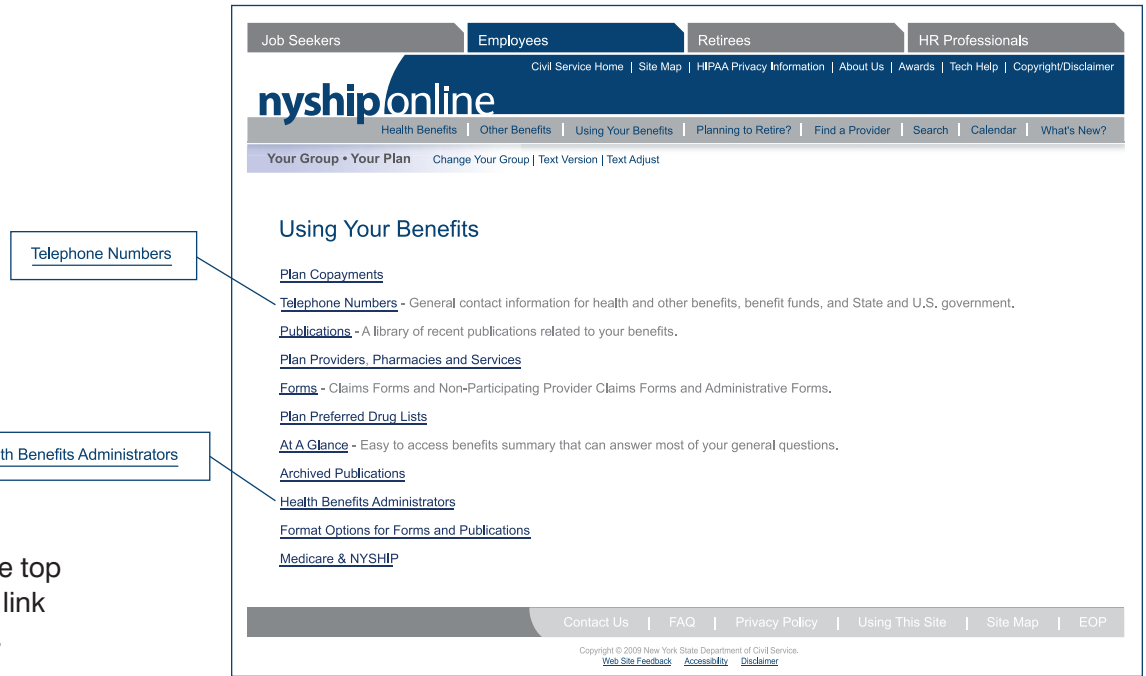 Job Seekers Employees Retirees HR Professionals
Civil Service Home | Site Map | HIPAA Privacy Information | About Us | Awards | Tech Help | Copyright/Disclaimer
nyship online
Health Benefits | Other Benefits | Using Your Benefits | Planning to Retire? | Find a Provider | Search | Calendar | What's New?
Your Group • Your Plan Change Your Group | Text Version | Text Adjust
Using Your Benefits
Telephone Numbers
Plan Copayments
Telephone Numbers - General contact information for health and other benefits, benefit funds, and State and U.S. government.
Publications - A library of recent publications related to your benefits.
Plan Providers, Pharmacies and Services
Forms - Claims Forms and Non-Participating Provider Claims Forms and Administrative Forms.
Plan Preferred Drug Lists
At A Glance - Easy to access benefits summary that can answer most of your general questions.
th Benefits Administrators
Archived Publications
Health Benefits Administrators
Format Options for Forms and Publications
Medicare & NYSHIP
e top
link
Contact Us | FAQ | Privacy Policy | Using This Site | Site Map | EOP
Copyright © 2009 New York State Department of Civil Service.
Web Site Feedback Accessibility Disclaimer